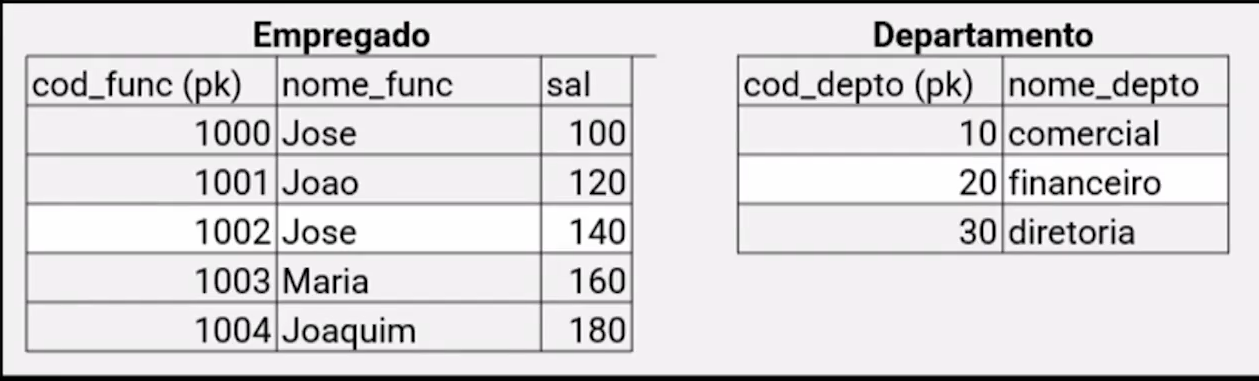 Empregado
cod_func (pk) nome_func sal
1000 Jose 100
1001 Joao 120
1002 Jose 140
1003 Maria 160
1004 Joaquim 180
Departamento
cod_depto (pk) nome_depto
10 comercial
20 financeiro
30 diretoria